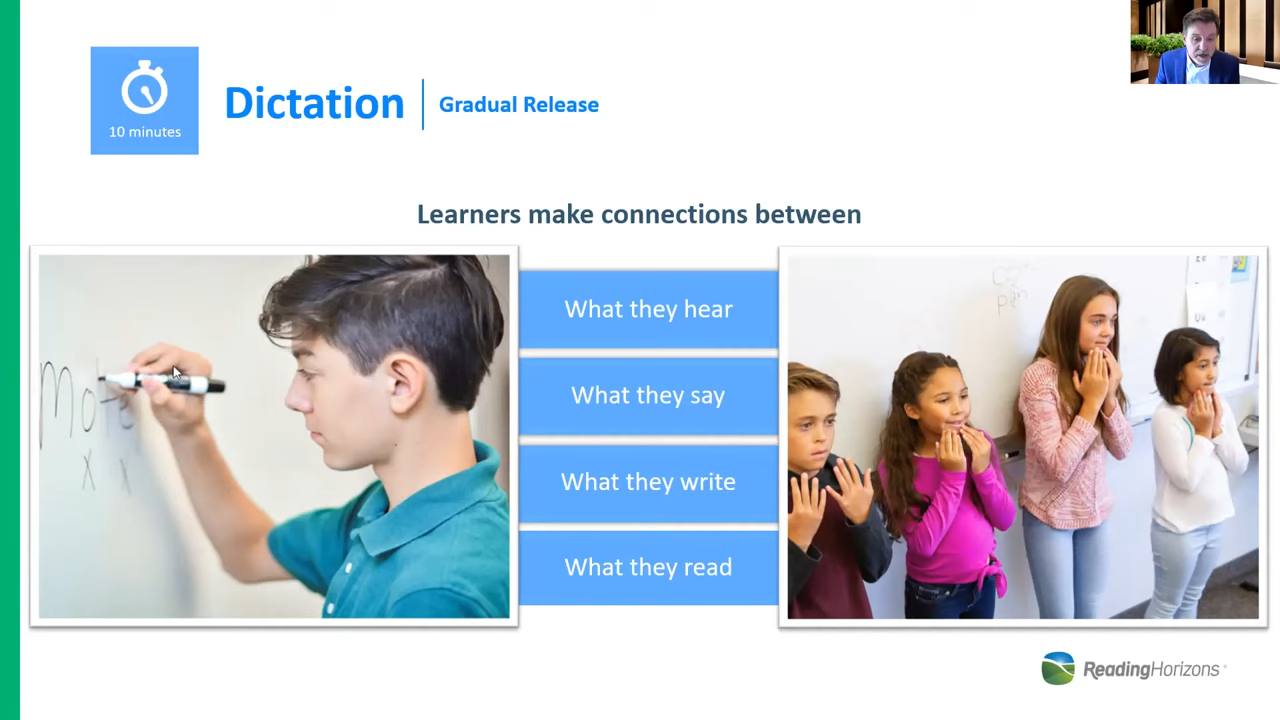 10 minutes
Dictation
Gradual Release
Learners make connections between
What they hear
What they say
What they write
What they read
x x
pen
ReadingHorizons